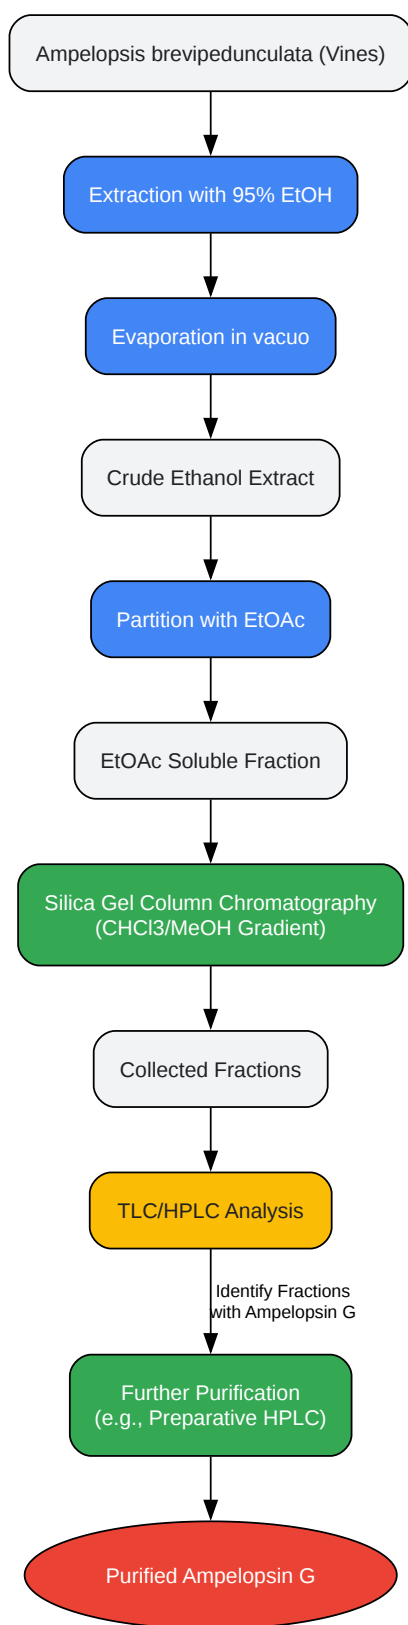 Ampelopsis brevipedunculata (Vines)
Extraction with 95% EtOH
Evaporation in vacuo
Crude Ethanol Extract
Partition with EtOAc
EtOAc Soluble Fraction
Silica Gel Column Chromatography
(CHCl3/MeOH Gradient)
Collected Fractions
TLC/HPLC Analysis
Identify Fractions
with Ampelopsin G
Further Purification
(e.g., Preparative HPLC)
Purified Ampelopsin G